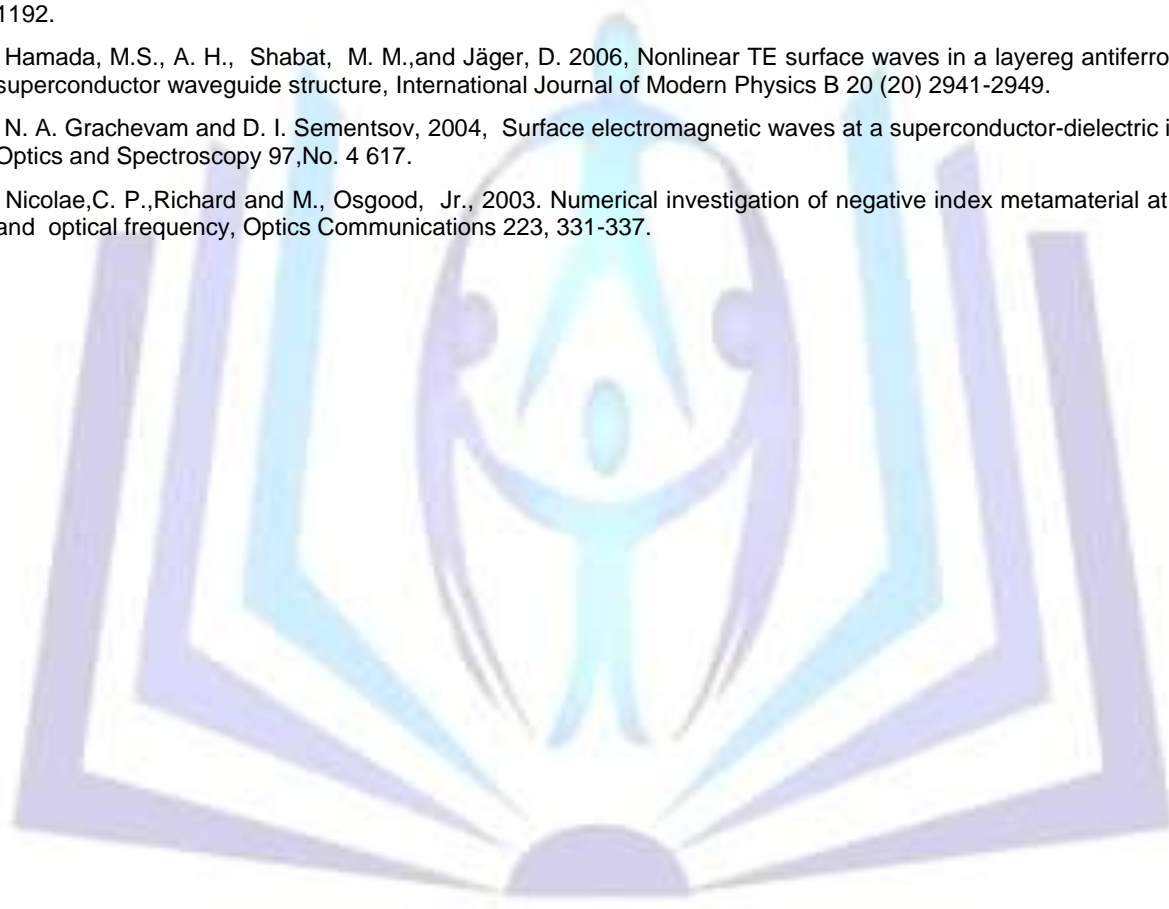 1192.
Hamada, M.S., A. H., Shabat, M. M.,and Jäger, D. 2006, Nonlinear TE surface waves in a layereg antiferro
superconductor waveguide structure, International Journal of Modern Physics B 20 (20) 2941-2949.
N. A. Grachevam and D. I. Sementsov, 2004, Surface electromagnetic waves at a superconductor-dielectric i
Optics and Spectroscopy 97,No. 4 617.
Nicolae,C. P.,Richard and M., Osgood, Jr., 2003. Numerical investigation of negative index metamaterial at
and optical frequency, Optics Communications 223, 331-337.